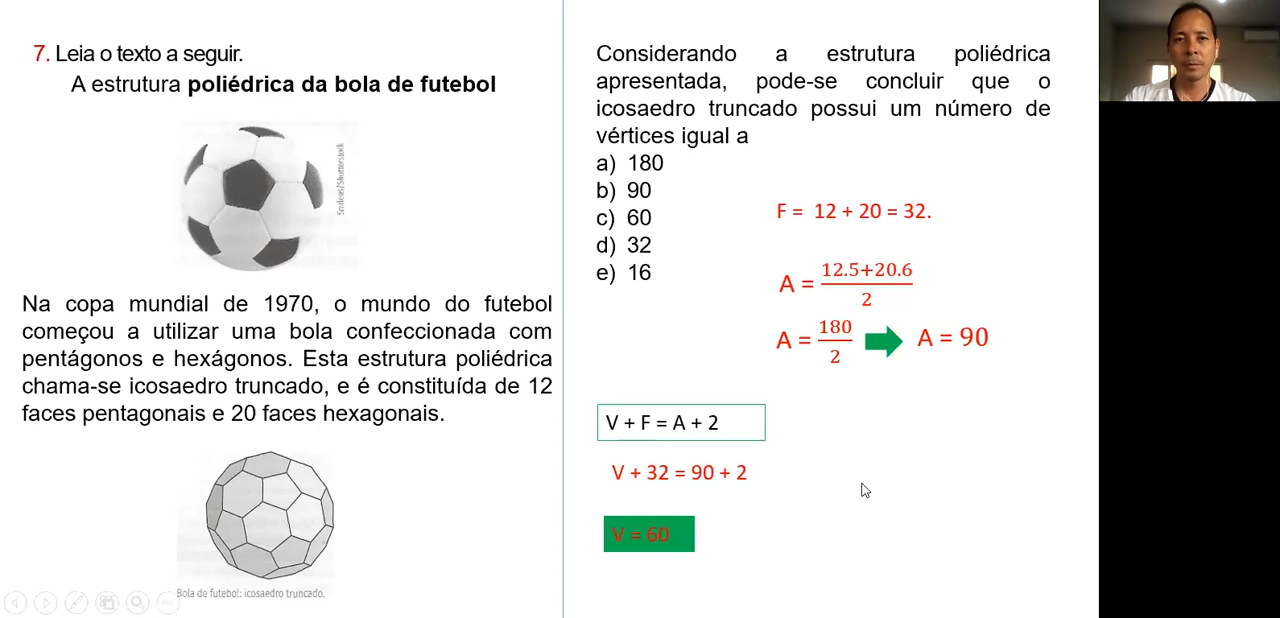 7. Leia o texto a seguir.
A estrutura poliédrica da bola de futebol
Smileus/Shutterstock
Na copa mundial de 1970, o mundo do futebol
começou a utilizar uma bola confeccionada com
pentágonos e hexágonos. Esta estrutura poliédrica
chama-se icosaedro truncado, e é constituída de 12
faces pentagonais e 20 faces hexagonais.
Bola de futebol: icosaedro truncado.
Considerando a estrutura poliédrica
apresentada, pode-se concluir que o
icosaedro truncado possui um número de
vértices igual a
a) 180
b) 90
c) 60
d) 32
e) 16
F = 12 + 20 = 32.
A = 12.5+20.6
2
A = 180
2
A = 90
V + F = A + 2
V + 32 = 90 + 2
V = 60